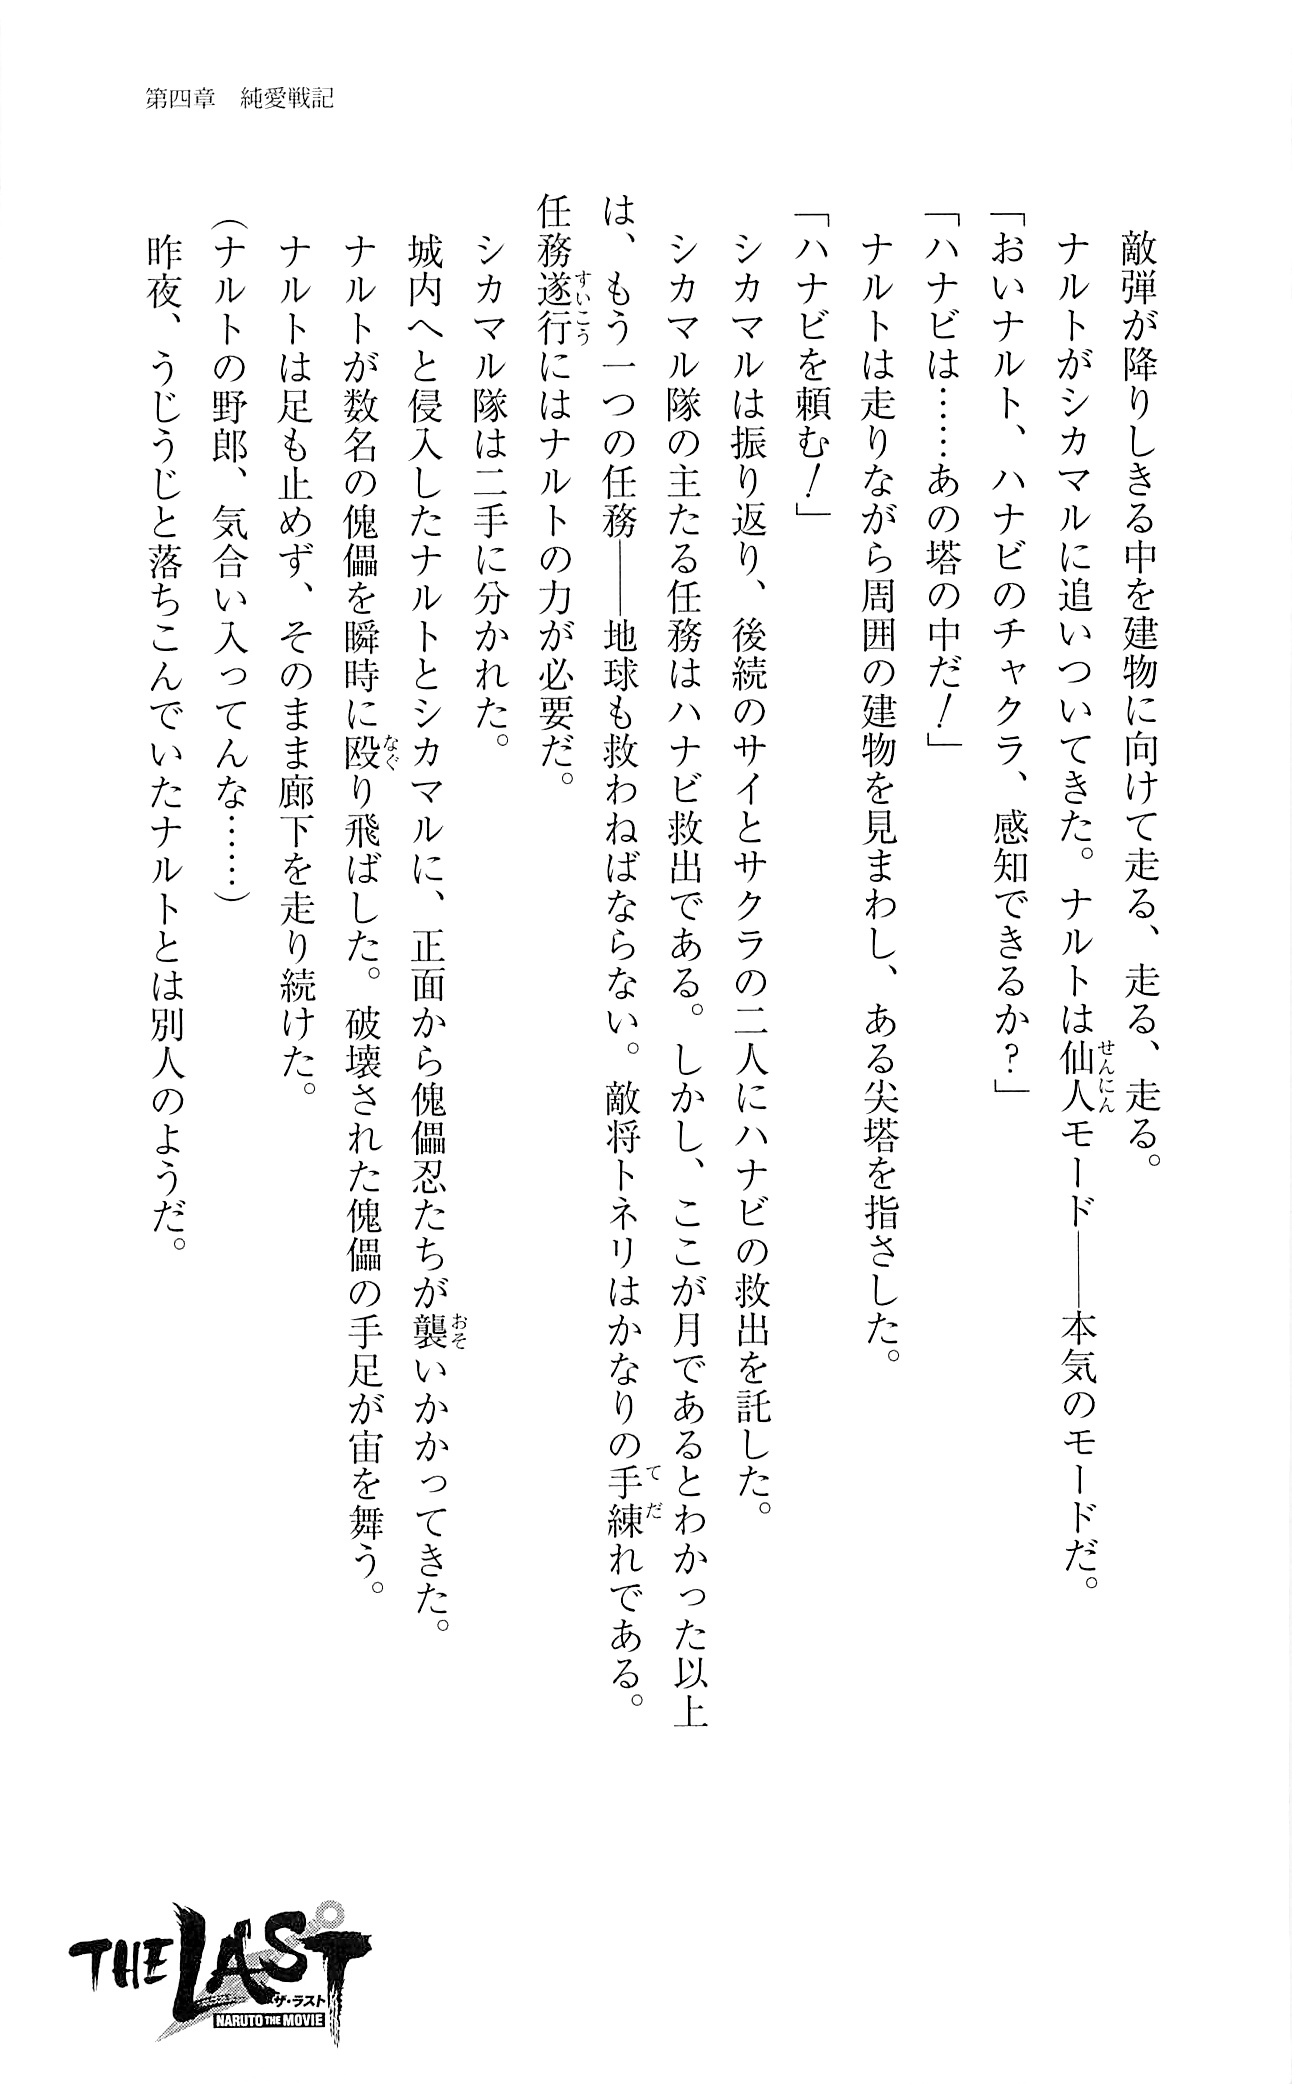 第四章　純愛戦記
敵弾が降りしきる中を建物に向けて走る、走る、走る。
ナルトがシカマルに追いついてきた。ナルトは仙人モード――本気のモードだ。
「おいナルト、ハナビのチャクラ、感知できるか？」
「ハナビは……あの塔の中だ！」
ナルトは走りながら周囲の建物を見まわし、ある尖塔を指さした。
「ハナビを頼む！」
シカマルは振り返り、後続のサイとサクラの二人にハナビの救出を託した。
シカマル隊の主たる任務はハナビ救出である。しかし、ここが月であるとわかった以上
は、もう一つの任務――地球も救わねばならない。敵将トネリはかなりの手練れである。
任務遂行にはナルトの力が必要だ。
シカマル隊は二手に分かれた。
城内へと侵入したナルトとシカマルに、正面から傀儡忍たちが襲いかかってきた。
ナルトが数名の傀儡を瞬時に殴り飛ばした。破壊された傀儡の手足が宙を舞う。
ナルトは足も止めず、そのまま廊下を走り続けた。
（ナルトの野郎、気合い入ってんな……）
昨夜、うじうじと落ちこんでいたナルトとは別人のようだ。
THE LAST
ザ・ラスト
NARUTO THE MOVIE